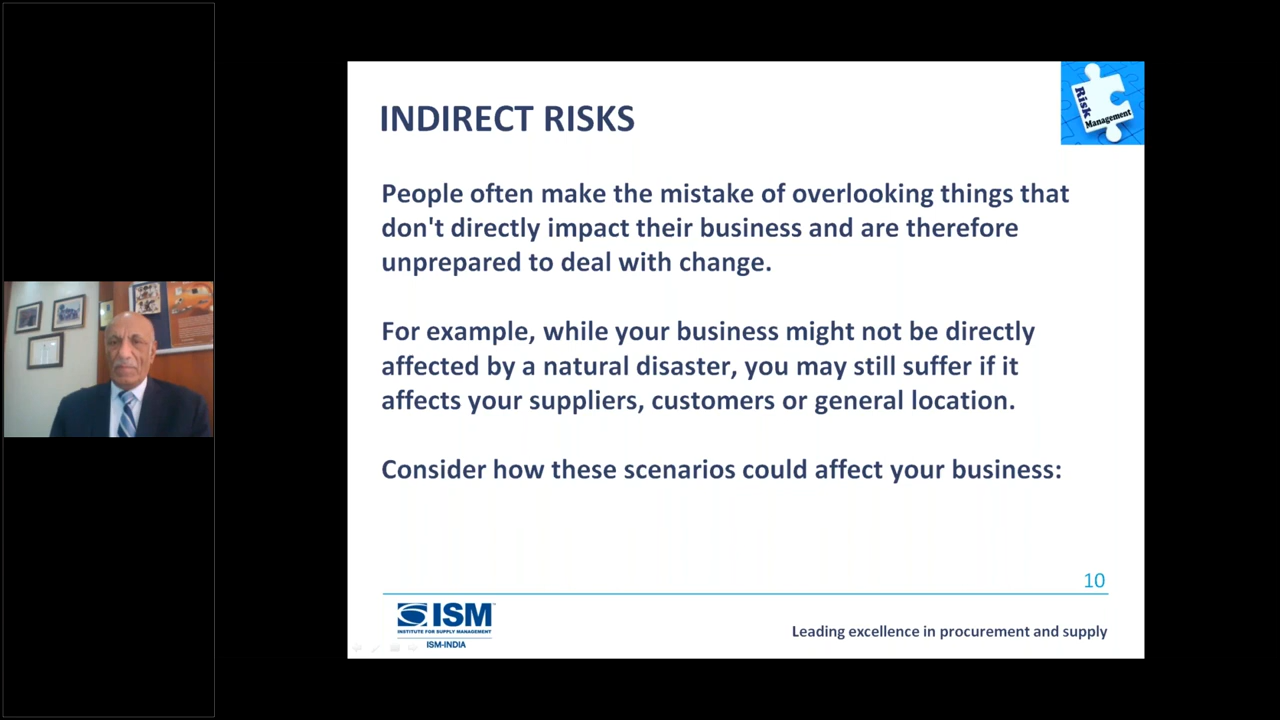 INDIRECT RISKS
Risk
Management
People often make the mistake of overlooking things that
don't directly impact their business and are therefore
unprepared to deal with change.
For example, while your business might not be directly
affected by a natural disaster, you may still suffer if it
affects your suppliers, customers or general location.
Consider how these scenarios could affect your business:
10
ISM
INSTITUTE FOR SUPPLY MANAGEMENT
ISM-INDIA
Leading excellence in procurement and supply